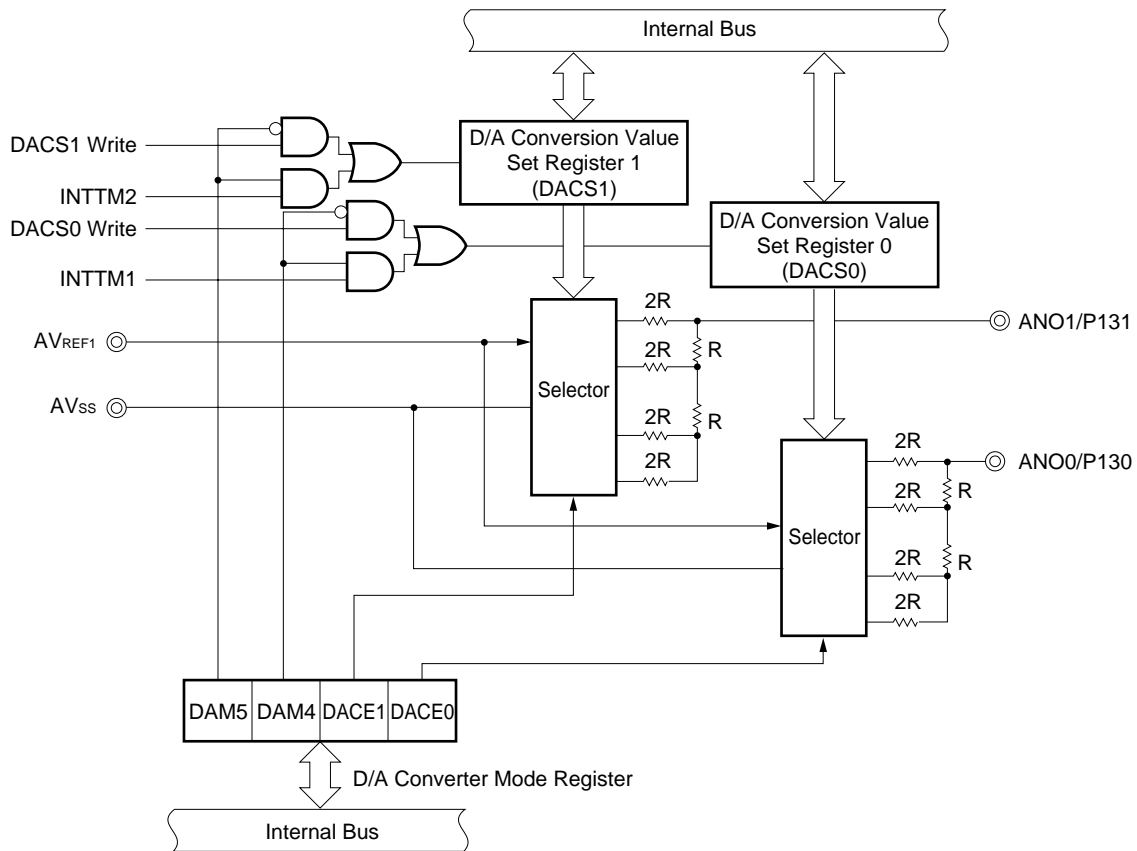 Internal Bus
D/A Conversion Value
Set Register 1
(DACS1)
DACS1 Write
INTTM2
DACS0 Write
INTTM1
D/A Conversion Value
Set Register 0
(DACS0)
AVREF1
AVSS
Selector
2R
2R
2R
2R
R
R
ANO1/P131
Selector
2R
2R
2R
2R
R
R
ANO0/P130
DAM5 DAM4 DACE1 DACE0
D/A Converter Mode Register
Internal Bus